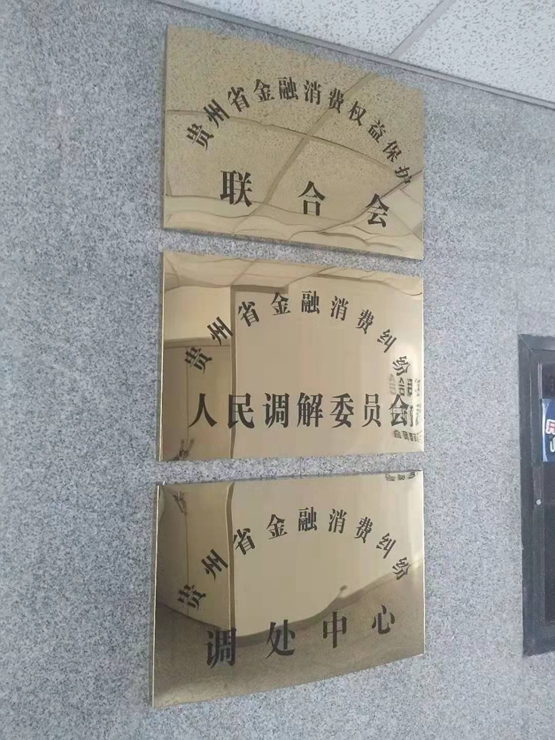 贵州省金融消费权益保护
联合会
贵州省金融消费纠纷
人民调解委员会
贵州省金融消费纠纷
调处中心